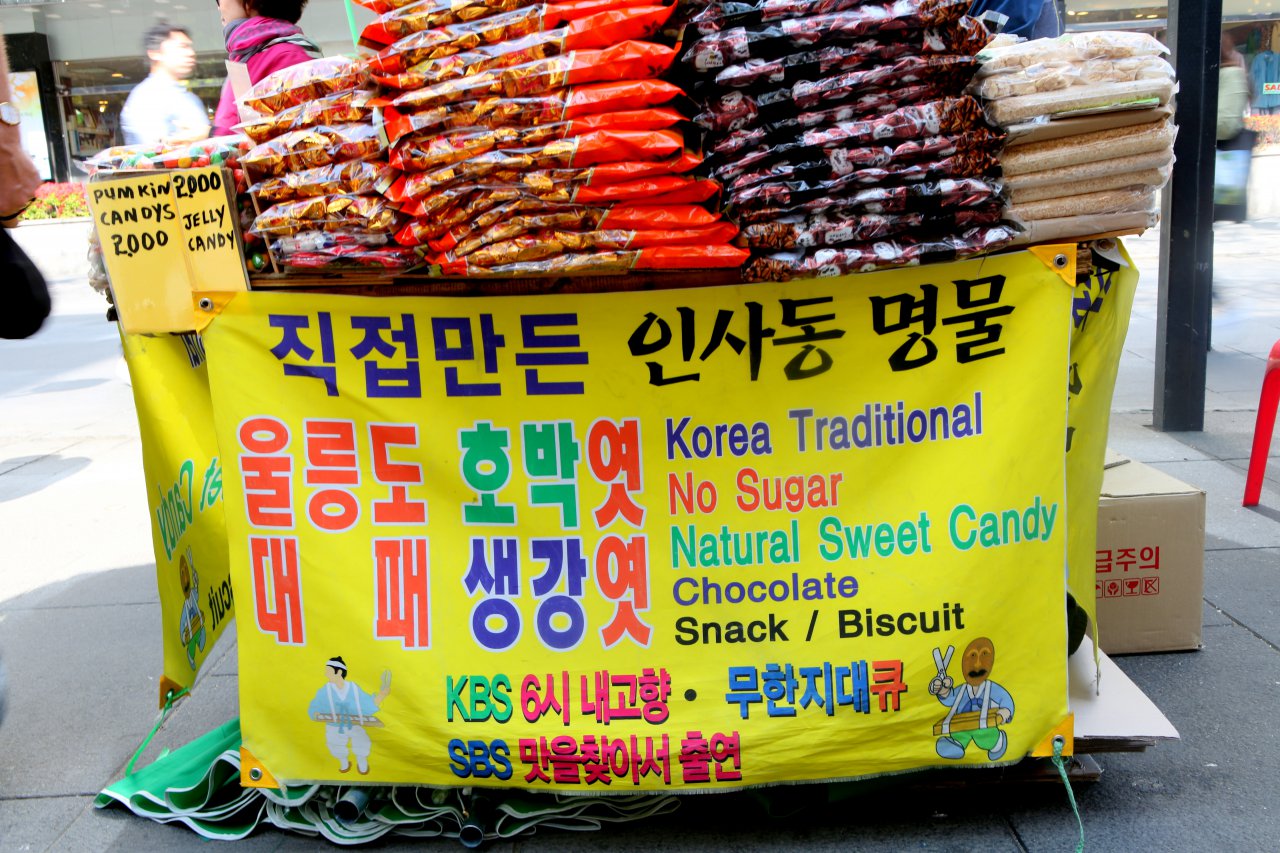 PUMKIN 2,000
CANDYS JELLY
2,000 CANDY
직접만든 인사동 명물
울릉도 호박엿 Korea Traditional
No Sugar
대패 생강엿 Natural Sweet Candy
Chocolate
Snack / Biscuit
KBS 6시 내고향 · 무한지대큐
SBS 맛을찾아서 출연
급주의